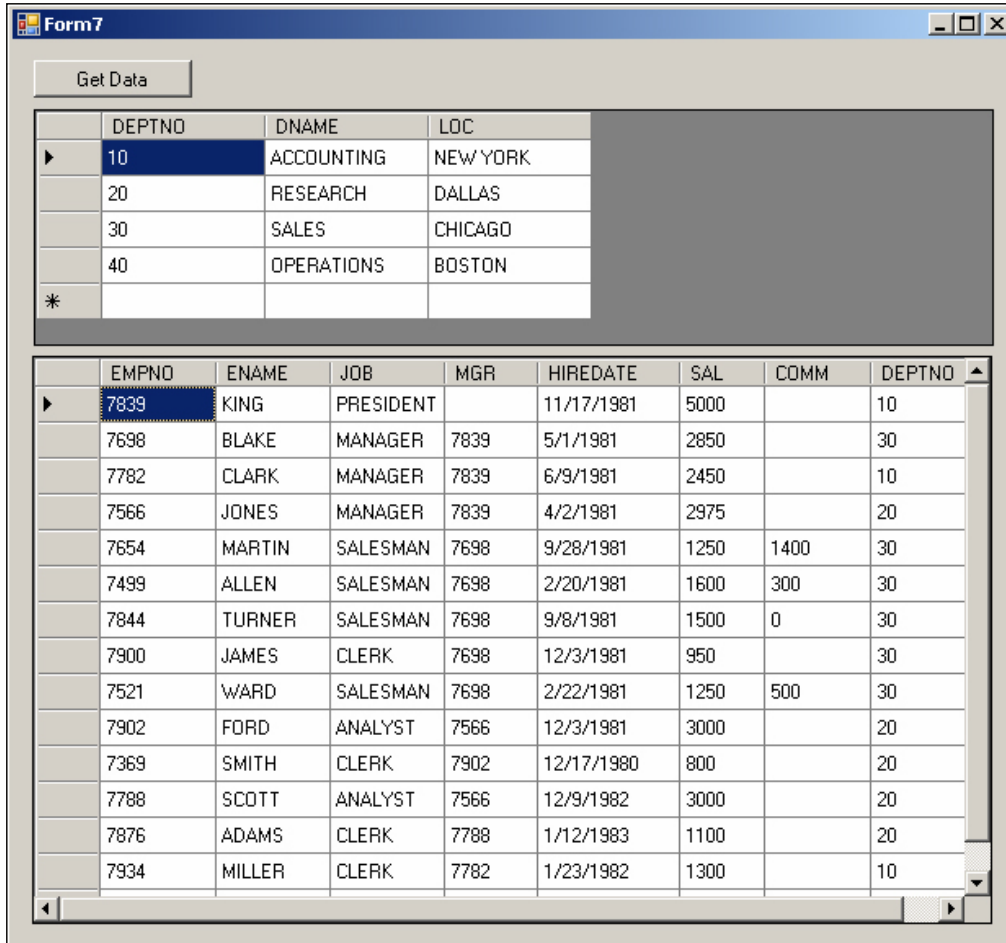 Form7
Get Data
DEPTNO DNAME LOC
10 ACCOUNTING NEW YORK
20 RESEARCH DALLAS
30 SALES CHICAGO
40 OPERATIONS BOSTON
EMPNO ENAME JOB MGR HIREDATE SAL COMM DEPTNO
7839 KING PRESIDENT 11/17/1981 5000 10
7698 BLAKE MANAGER 7839 5/1/1981 2850 30
7782 CLARK MANAGER 7839 6/9/1981 2450 10
7566 JONES MANAGER 7839 4/2/1981 2975 20
7654 MARTIN SALESMAN 7698 9/28/1981 1250 1400 30
7499 ALLEN SALESMAN 7698 2/20/1981 1600 300 30
7844 TURNER SALESMAN 7698 9/8/1981 1500 0 30
7900 JAMES CLERK 7698 12/3/1981 950 30
7521 WARD SALESMAN 7698 2/22/1981 1250 500 30
7902 FORD ANALYST 7566 12/3/1981 3000 20
7369 SMITH CLERK 7902 12/17/1980 800 20
7788 SCOTT ANALYST 7566 12/9/1982 3000 20
7876 ADAMS CLERK 7788 1/12/1983 1100 20
7934 MILLER CLERK 7782 1/23/1982 1300 10